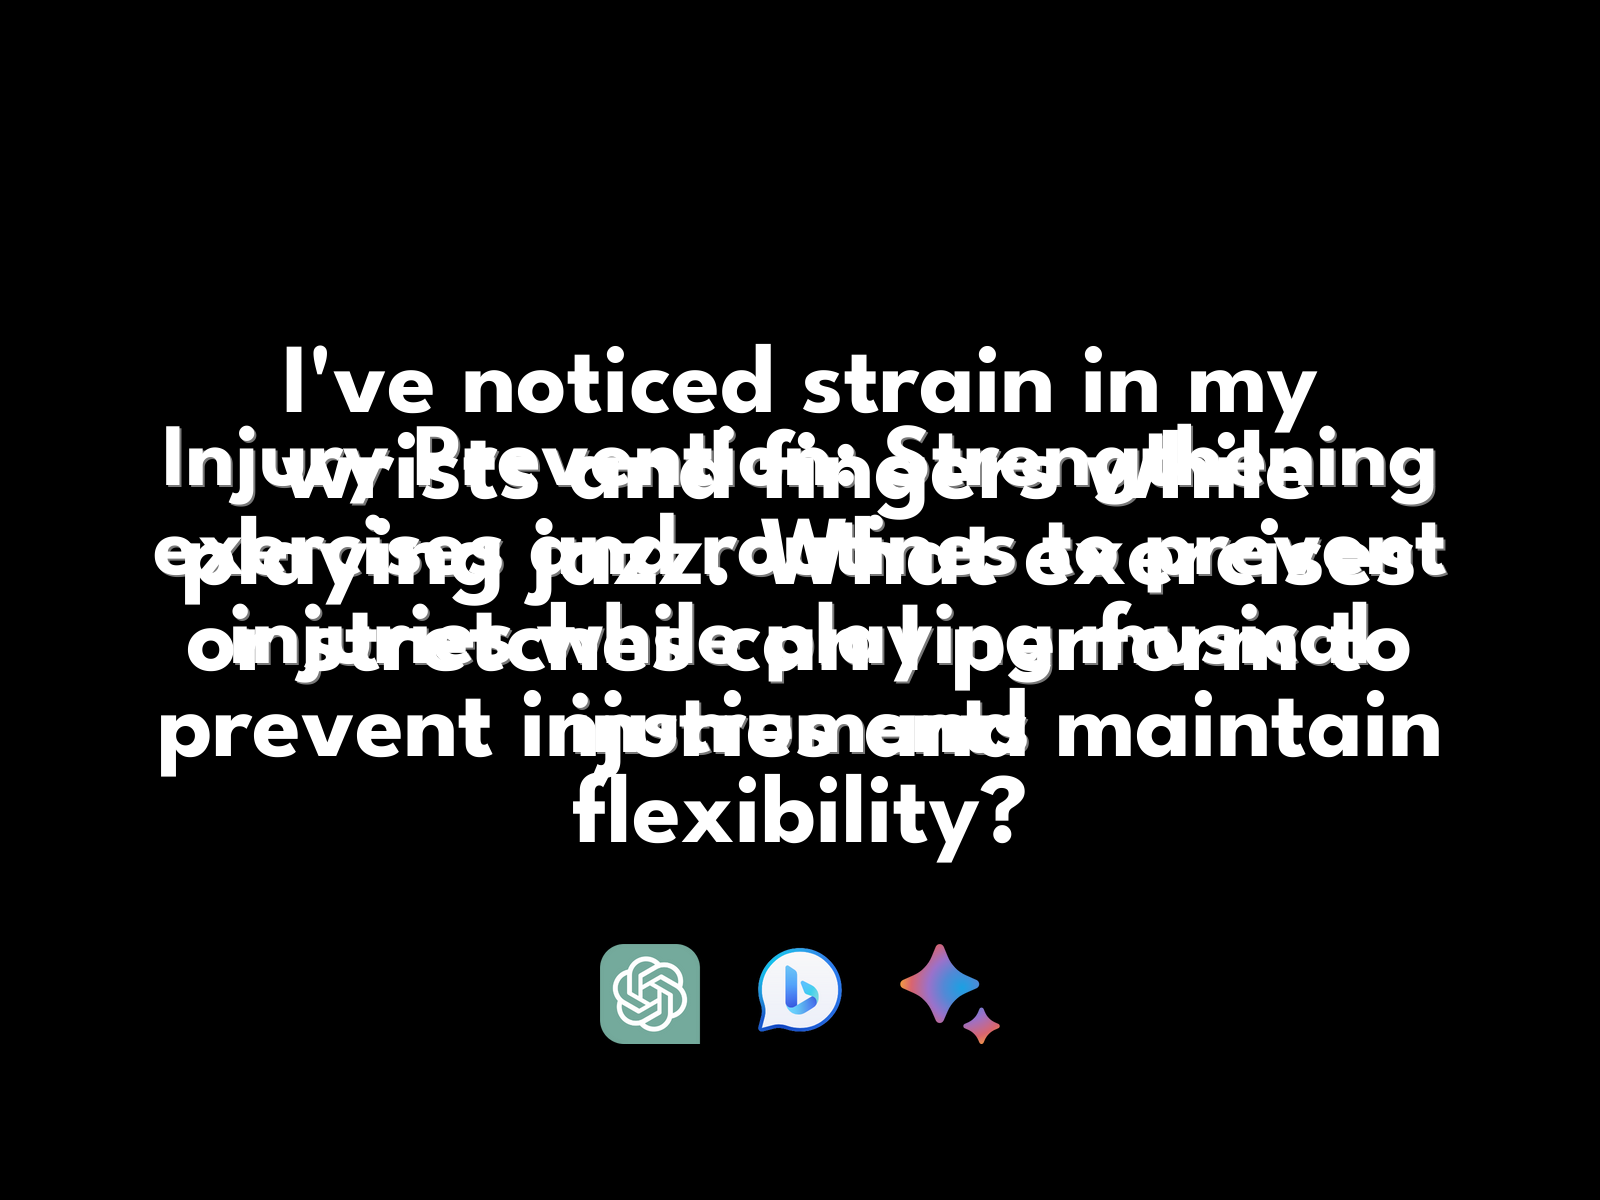 I've noticed strain in my
wrists and fingers while
playing jazz. What exercises
or stretches can I perform to
prevent injuries and maintain
flexibility?
Injury Prevention: Strengthening
exercises and routines to prevent
injuries while playing musical
instruments